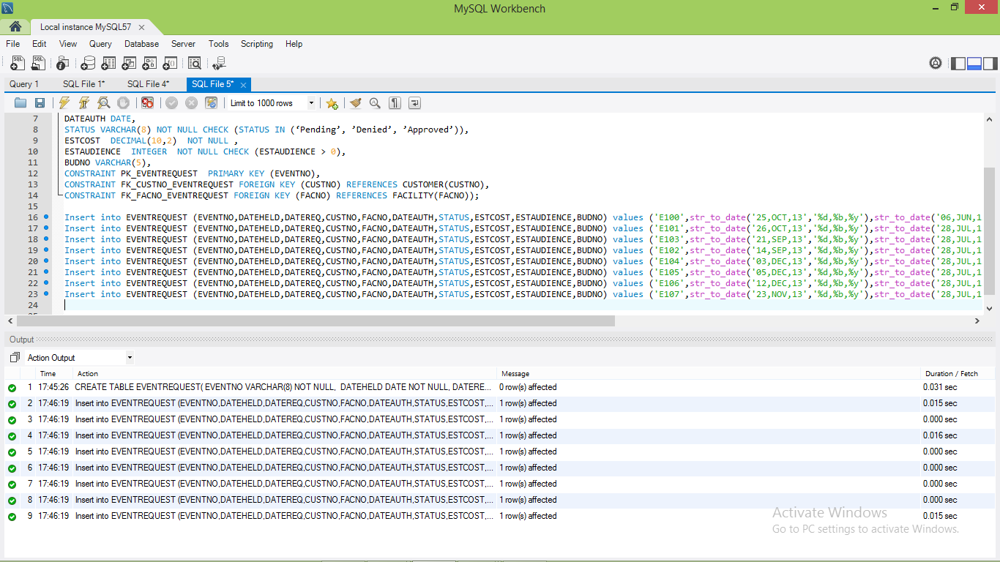 MySQL Workbench
Local instance MySQL57
File Edit View Query Database Server Tools Scripting Help
Query 1 SQL File 1* SQL File 4* SQL File 5*
Limit to 1000 rows
7 DATEAUTH DATE,
8 STATUS VARCHAR(8) NOT NULL CHECK (STATUS IN (‘Pending’, ’Denied’, ’Approved’)),
9 ESTCOST DECIMAL(10,2) NOT NULL ,
10 ESTAUDIENCE INTEGER NOT NULL CHECK (ESTAUDIENCE > 0),
11 BUDNO VARCHAR(5),
12 CONSTRAINT PK_EVENTREQUEST PRIMARY KEY (EVENTNO),
13 CONSTRAINT FK_CUSTNO_EVENTREQUEST FOREIGN KEY (CUSTNO) REFERENCES CUSTOMER(CUSTNO),
14 CONSTRAINT FK_FACNO_EVENTREQUEST FOREIGN KEY (FACNO) REFERENCES FACILITY(FACNO));
15
16 Insert into EVENTREQUEST (EVENTNO,DATEHELD,DATEREQ,CUSTNO,FACNO,DATEAUTH,STATUS,ESTCOST,ESTAUDIENCE,BUDNO) values ('E100',str_to_date('25,OCT,13','%d,%b,%y'),str_to_date('06,JUN,1
17 Insert into EVENTREQUEST (EVENTNO,DATEHELD,DATEREQ,CUSTNO,FACNO,DATEAUTH,STATUS,ESTCOST,ESTAUDIENCE,BUDNO) values ('E101',str_to_date('26,OCT,13','%d,%b,%y'),str_to_date('28,JUL,1
18 Insert into EVENTREQUEST (EVENTNO,DATEHELD,DATEREQ,CUSTNO,FACNO,DATEAUTH,STATUS,ESTCOST,ESTAUDIENCE,BUDNO) values ('E103',str_to_date('21,SEP,13','%d,%b,%y'),str_to_date('28,JUL,1
19 Insert into EVENTREQUEST (EVENTNO,DATEHELD,DATEREQ,CUSTNO,FACNO,DATEAUTH,STATUS,ESTCOST,ESTAUDIENCE,BUDNO) values ('E102',str_to_date('14,SEP,13','%d,%b,%y'),str_to_date('28,JUL,1
20 Insert into EVENTREQUEST (EVENTNO,DATEHELD,DATEREQ,CUSTNO,FACNO,DATEAUTH,STATUS,ESTCOST,ESTAUDIENCE,BUDNO) values ('E104',str_to_date('03,DEC,13','%d,%b,%y'),str_to_date('28,JUL,1
21 Insert into EVENTREQUEST (EVENTNO,DATEHELD,DATEREQ,CUSTNO,FACNO,DATEAUTH,STATUS,ESTCOST,ESTAUDIENCE,BUDNO) values ('E105',str_to_date('05,DEC,13','%d,%b,%y'),str_to_date('28,JUL,1
22 Insert into EVENTREQUEST (EVENTNO,DATEHELD,DATEREQ,CUSTNO,FACNO,DATEAUTH,STATUS,ESTCOST,ESTAUDIENCE,BUDNO) values ('E106',str_to_date('12,DEC,13','%d,%b,%y'),str_to_date('28,JUL,1
23 Insert into EVENTREQUEST (EVENTNO,DATEHELD,DATEREQ,CUSTNO,FACNO,DATEAUTH,STATUS,ESTCOST,ESTAUDIENCE,BUDNO) values ('E107',str_to_date('23,NOV,13','%d,%b,%y'),str_to_date('28,JUL,1
24
Output
Action Output
Time Action Message Duration / Fetch
1 17:45:26 CREATE TABLE EVENTREQUEST( EVENTNO VARCHAR(8) NOT NULL, DATEHELD DATE NOT NULL, DATERE... 0 row(s) affected 0.031 sec
2 17:46:19 Insert into EVENTREQUEST (EVENTNO,DATEHELD,DATEREQ,CUSTNO,FACNO,DATEAUTH,STATUS,ESTCOST,... 1 row(s) affected 0.015 sec
3 17:46:19 Insert into EVENTREQUEST (EVENTNO,DATEHELD,DATEREQ,CUSTNO,FACNO,DATEAUTH,STATUS,ESTCOST,... 1 row(s) affected 0.000 sec
4 17:46:19 Insert into EVENTREQUEST (EVENTNO,DATEHELD,DATEREQ,CUSTNO,FACNO,DATEAUTH,STATUS,ESTCOST,... 1 row(s) affected 0.016 sec
5 17:46:19 Insert into EVENTREQUEST (EVENTNO,DATEHELD,DATEREQ,CUSTNO,FACNO,DATEAUTH,STATUS,ESTCOST,... 1 row(s) affected 0.000 sec
6 17:46:19 Insert into EVENTREQUEST (EVENTNO,DATEHELD,DATEREQ,CUSTNO,FACNO,DATEAUTH,STATUS,ESTCOST,... 1 row(s) affected 0.000 sec
7 17:46:19 Insert into EVENTREQUEST (EVENTNO,DATEHELD,DATEREQ,CUSTNO,FACNO,DATEAUTH,STATUS,ESTCOST,... 1 row(s) affected 0.000 sec
8 17:46:19 Insert into EVENTREQUEST (EVENTNO,DATEHELD,DATEREQ,CUSTNO,FACNO,DATEAUTH,STATUS,ESTCOST,... 1 row(s) affected 0.000 sec
9 17:46:19 Insert into EVENTREQUEST (EVENTNO,DATEHELD,DATEREQ,CUSTNO,FACNO,DATEAUTH,STATUS,ESTCOST,... 1 row(s) affected 0.015 sec
Activate Windows
Go to PC settings to activate Windows.